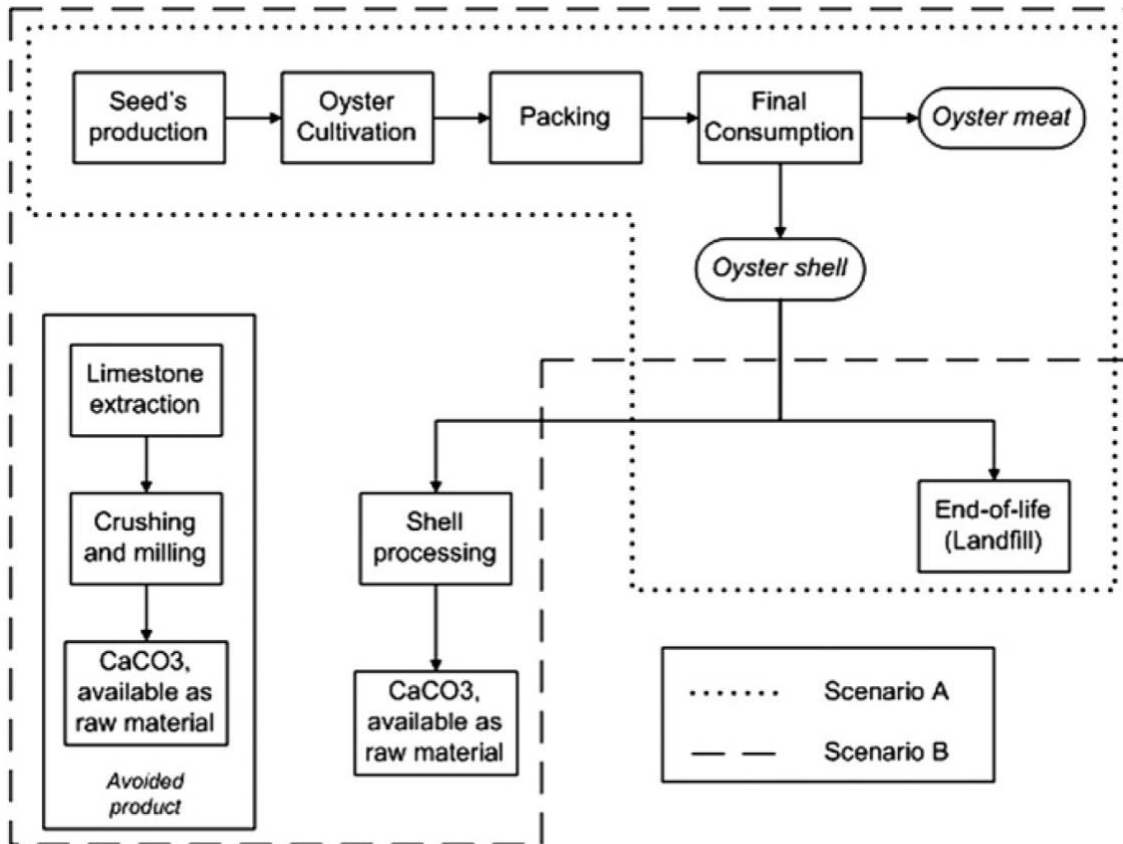 Seed's
production
Oyster
Cultivation
Packing
Final
Consumption
Oyster meat
Oyster shell
Limestone
extraction
Crushing
and milling
CaCO3,
available as
raw material
Avoided
product
Shell
processing
CaCO3,
available as
raw material
End-of-life
(Landfill)
Scenario A
Scenario B